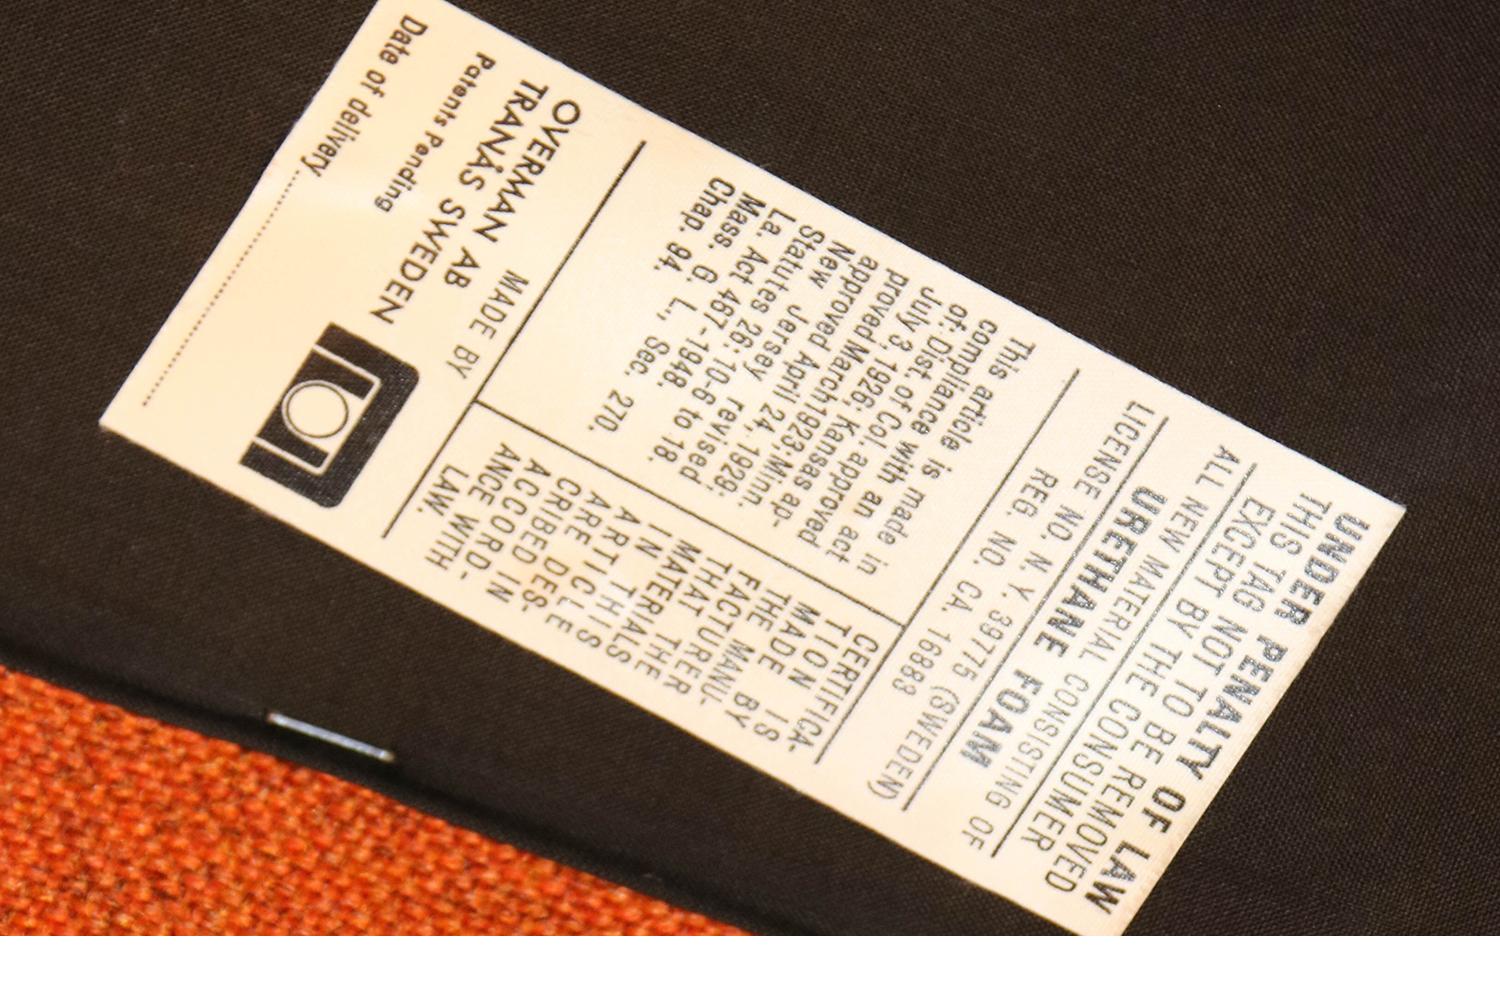 UNDER PENALTY OF LAW
THIS TAG NOT TO BE REMOVED
EXCEPT BY THE CONSUMER
ALL NEW MATERIAL CONSISTING OF
URETHANE FOAM
LICENSE NO. N. Y. 39775 (SWEDEN)
REG. NO. CA. 16883
This article is made in
compliance with an act
of: Dist. of Col. approved
July 3, 1926; Kansas ap-
proved March 1923; Minn.
approved April 24, 1929;
New Jersey revised
Statutes 26: 10-6 to 18.
La. Act 467-1948.
Mass. G. L., Sec. 270.
Chap. 94.
CERTIFICA-
TION IS
MADE BY
THE MANU-
FACTURER
THAT THE
MATERIALS
IN THIS
ARTICLE
ARE DES-
CRIBED IN
ACCORD-
ANCE WITH
LAW.
MADE BY
OVERMAN AB
TRANÅS SWEDEN
Patents Pending
Date of delivery